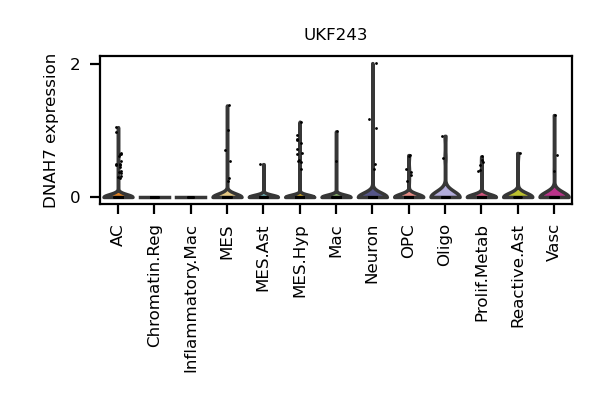 UKF243
DNAH7 expression
2
0
AC
Chromatin.Reg
Inflammatory.Mac
MES
MES.Ast
MES.Hyp
Mac
Neuron
OPC
Oligo
Prolif.Metab
Reactive.Ast
Vasc